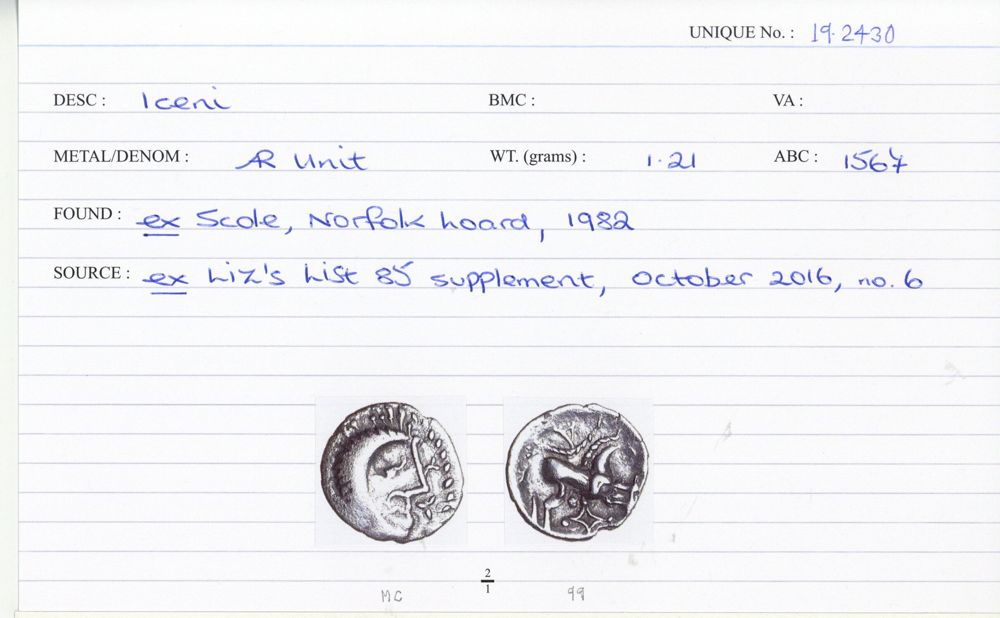 UNIQUE No. : 19.2430
DESC : Iceni BMC : VA :
METAL/DENOM : AR Unit WT. (grams) : 1.21 ABC : 1567
FOUND : ex Scole, Norfolk hoard, 1982
SOURCE : ex Liz's List 85 supplement, October 2016, no. 6
2/1
MC 99